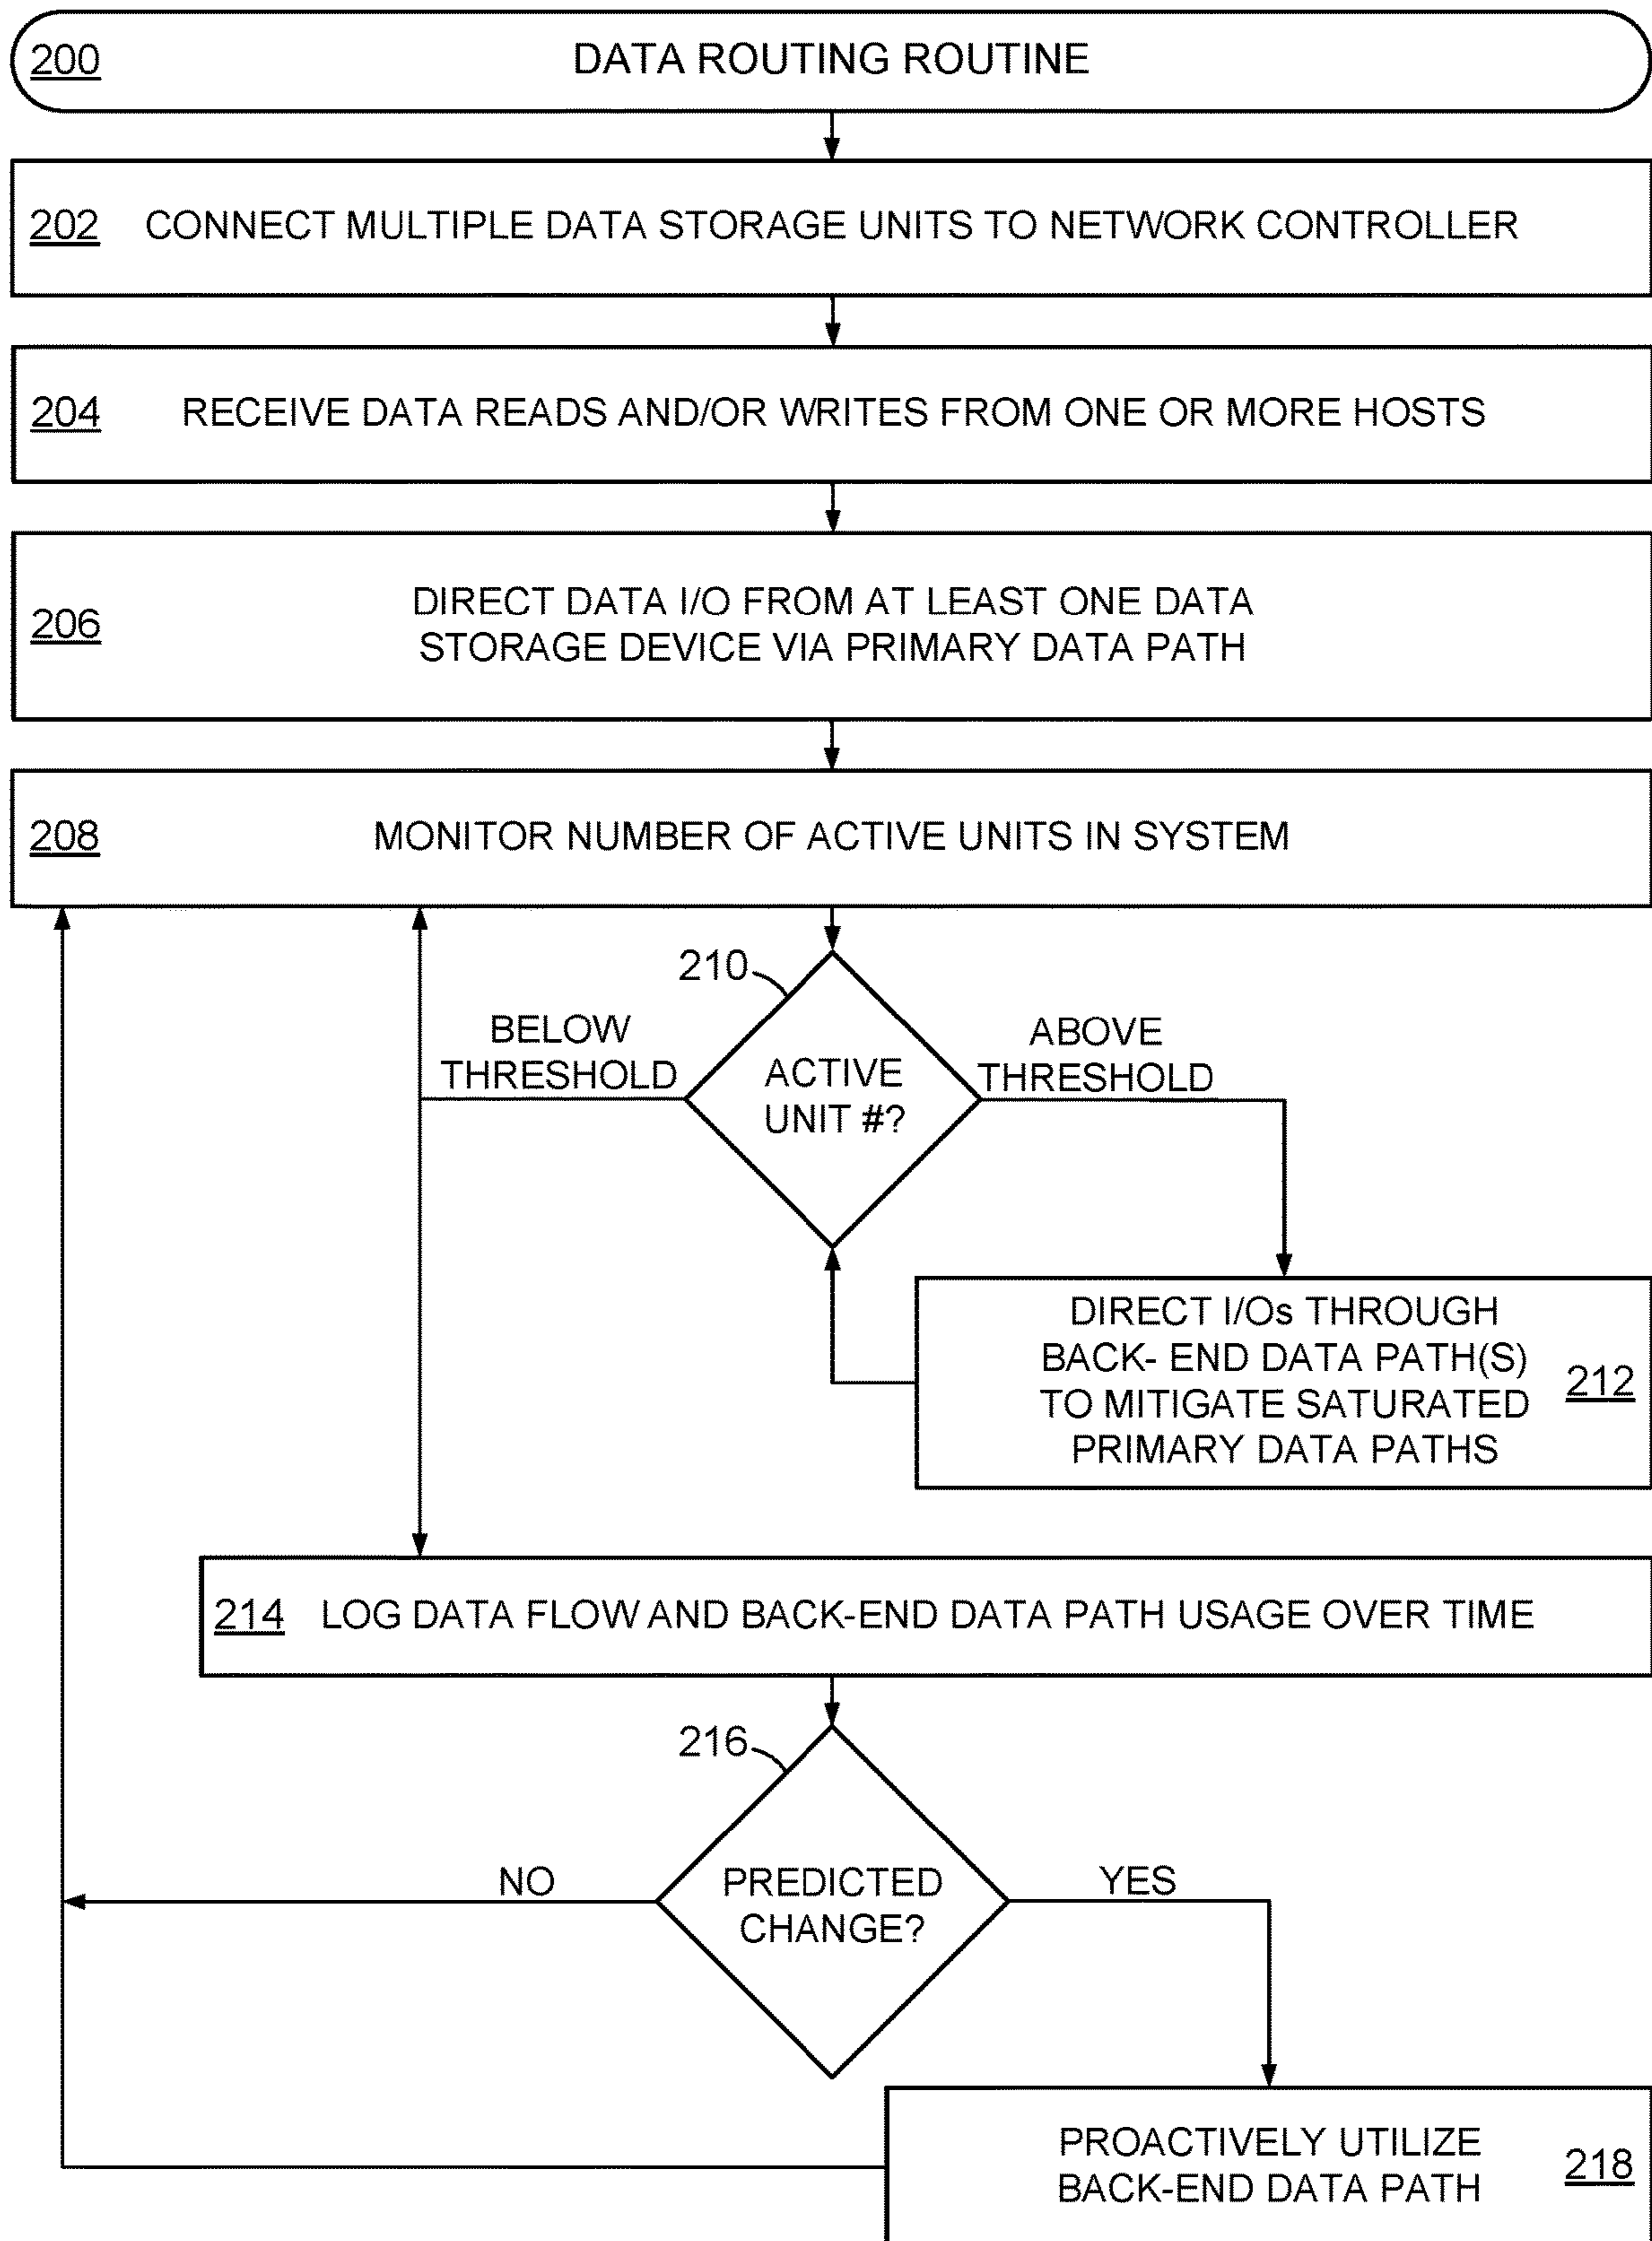 200 DATA ROUTING ROUTINE
202 CONNECT MULTIPLE DATA STORAGE UNITS TO NETWORK CONTROLLER
204 RECEIVE DATA READS AND/OR WRITES FROM ONE OR MORE HOSTS
206 DIRECT DATA I/O FROM AT LEAST ONE DATA
STORAGE DEVICE VIA PRIMARY DATA PATH
208 MONITOR NUMBER OF ACTIVE UNITS IN SYSTEM
210
BELOW
THRESHOLD
ACTIVE
UNIT #?
ABOVE
THRESHOLD
DIRECT I/Os THROUGH
BACK- END DATA PATH(S)
TO MITIGATE SATURATED
PRIMARY DATA PATHS
212
214 LOG DATA FLOW AND BACK-END DATA PATH USAGE OVER TIME
216
NO
PREDICTED
CHANGE?
YES
PROACTIVELY UTILIZE
BACK-END DATA PATH
218